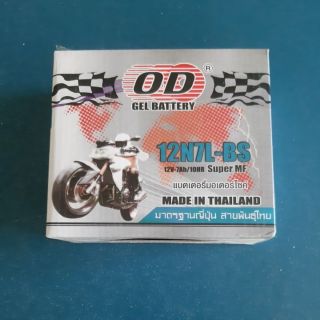 OD®
GEL BATTERY
12N7L-BS
12V-7Ah/10HR Super MF
แบตเตอรี่มอเตอร์ไซค์
MADE IN THAILAND
มาตรฐานญี่ปุ่น สายพันธุ์ไทย